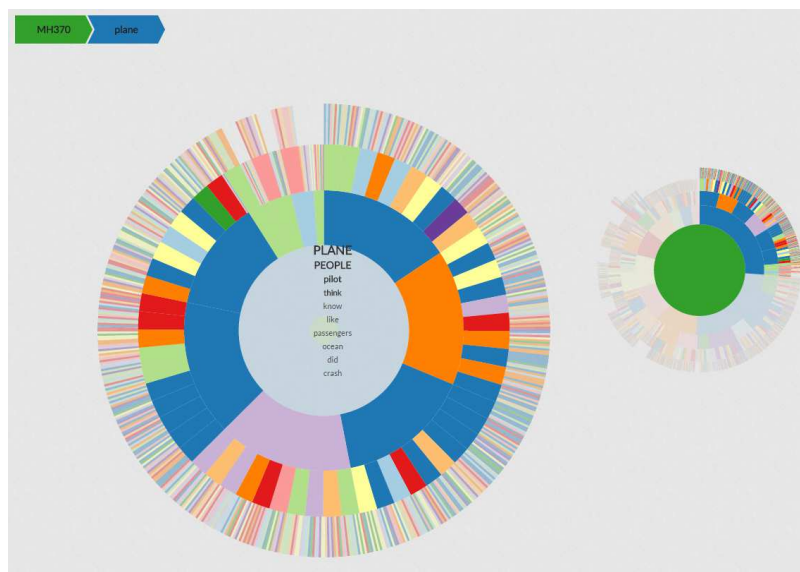 MH370 plane
PLANE
PEOPLE
pilot
think
know
like
passengers
ocean
did
crash